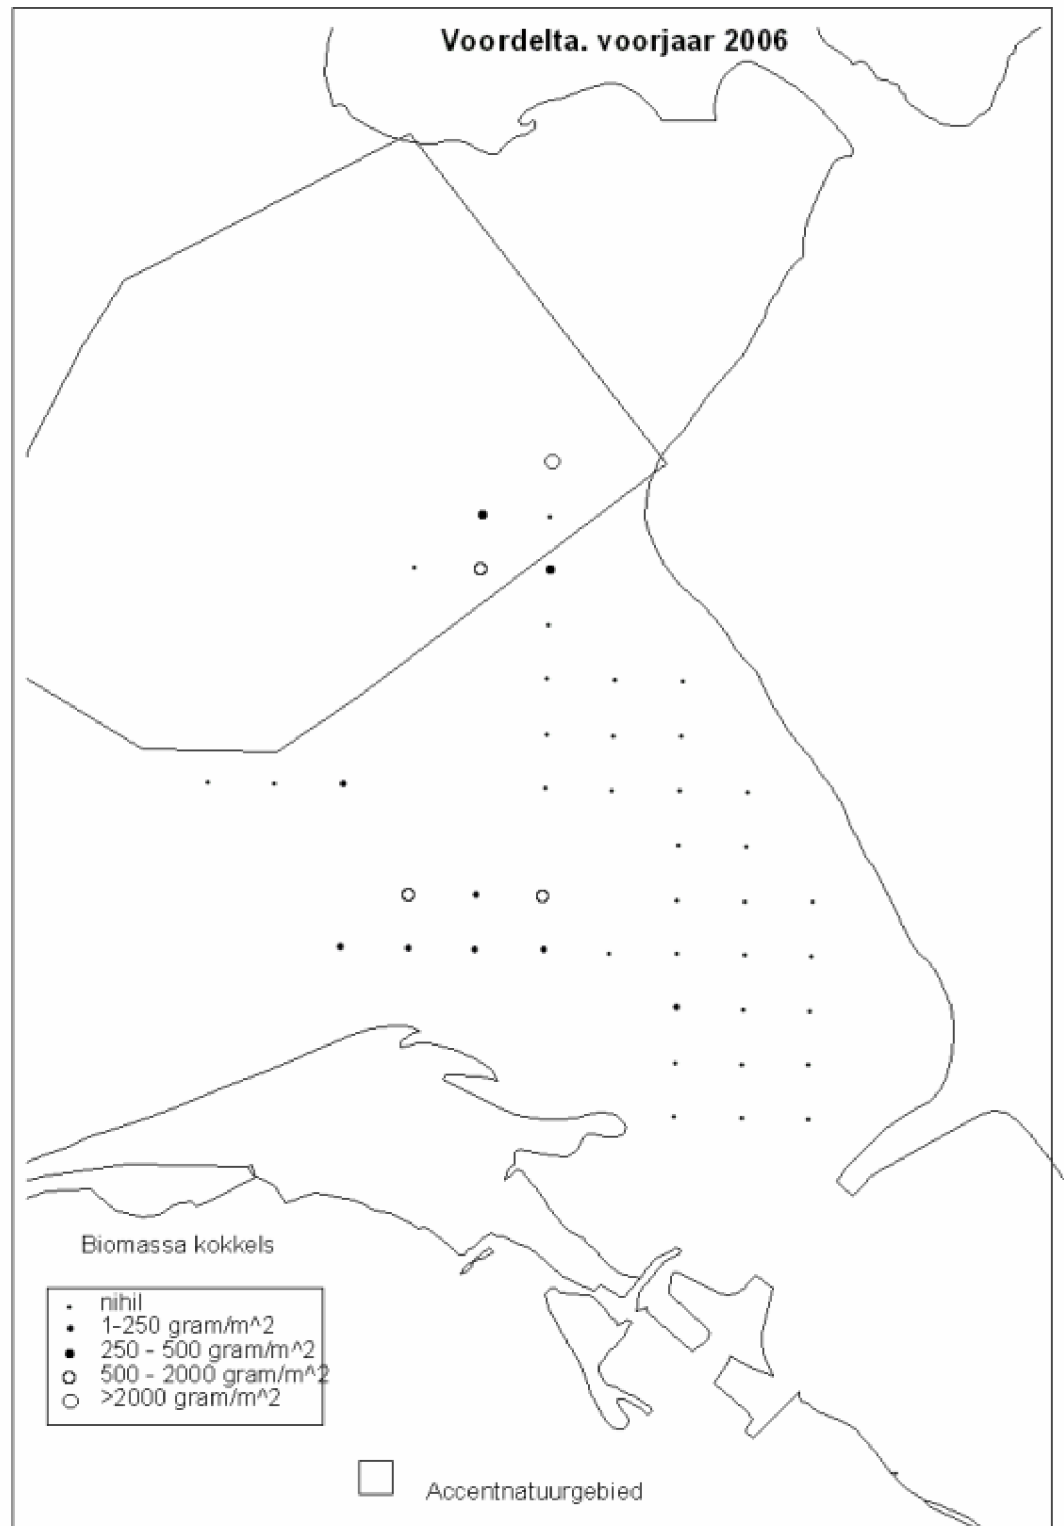 Voordelta. voorjaar 2006
Biomassa kokkels
nihil
1-250 gram/m^2
250 - 500 gram/m^2
500 - 2000 gram/m^2
>2000 gram/m^2
Accentnatuurgebied